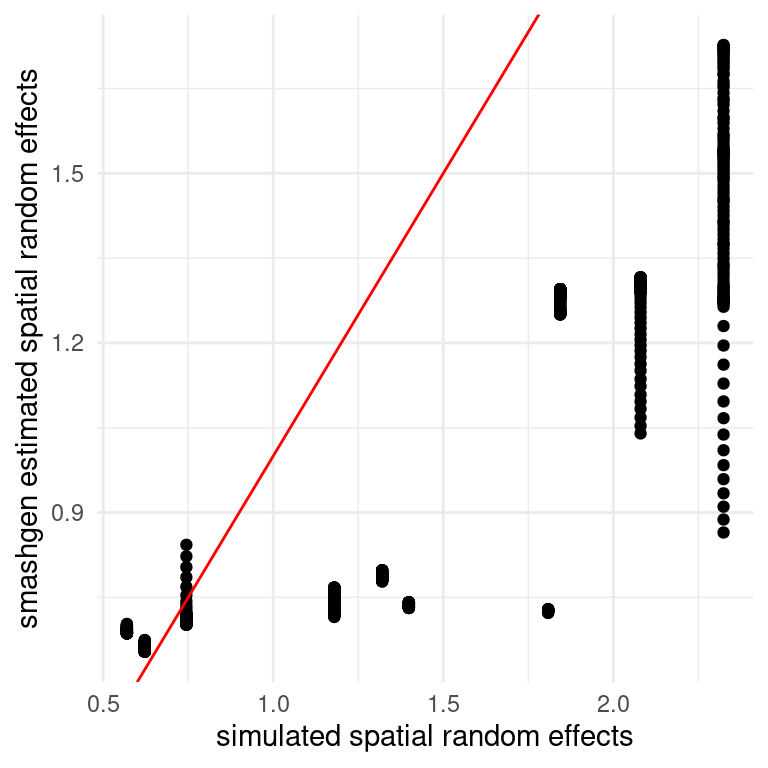 smashgen estimated spatial random effects
1.5
1.2
0.9
0.5 1.0 1.5 2.0
simulated spatial random effects